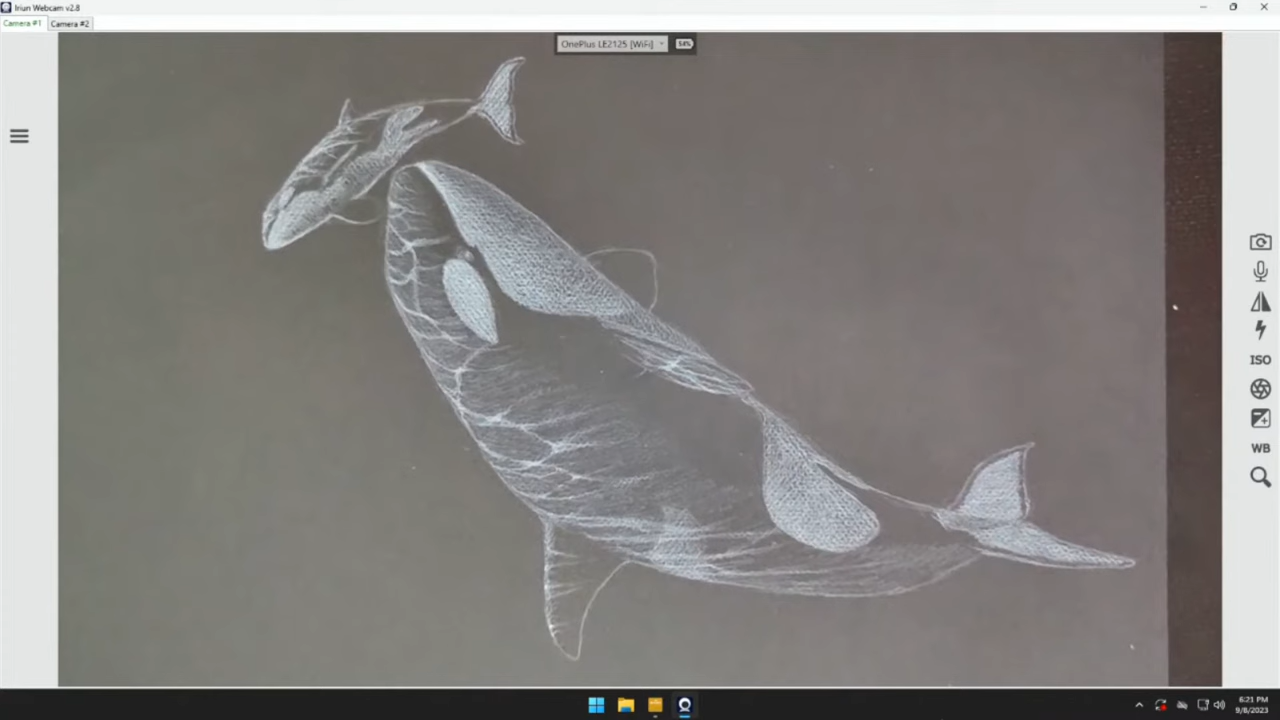 Iriun Webcam v2.8
Camera #1 Camera #2
OnePlus LE2125 [WiFi] 54%
ISO
WB
6:21 PM
9/8/2023